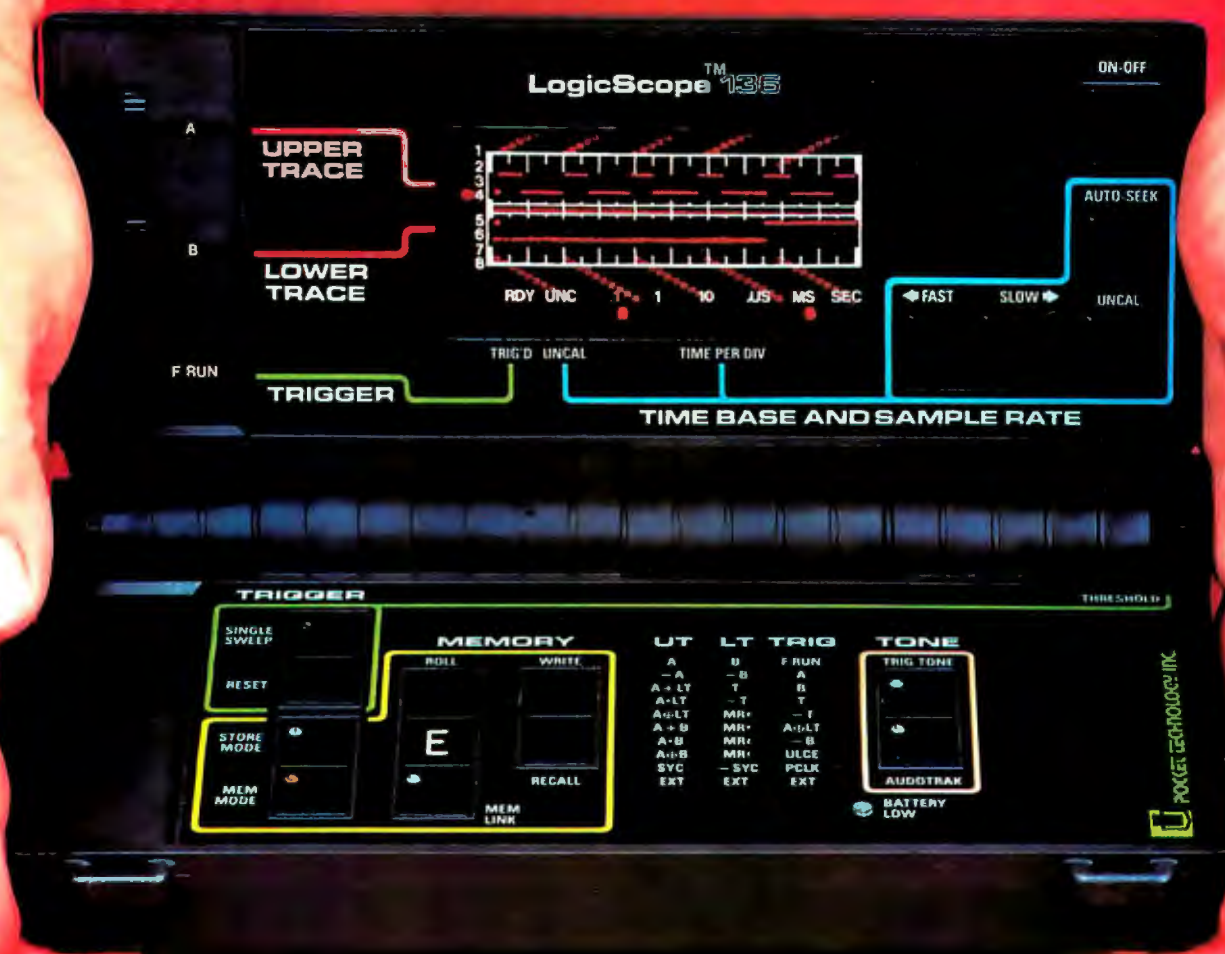 LogicScope™ 136
ON-OFF
A
UPPER
TRACE
B
LOWER
TRACE
1
2
3
4
5
6
7
8
RDY UNC .1 1 10 µS MS SEC
AUTO-SEEK
FAST SLOW
UNCAL
TRIG'D UNCAL TIME PER DIV
F RUN
TRIGGER
TIME BASE AND SAMPLE RATE
TRIGGER
THRESHOLD
SINGLE
SWEEP
RESET
MEMORY
ROLL WRITE
STORE
MODE
MEM
MODE
E
RECALL
MEM
LINK
UT LT TRIG
A B F RUN
-A -B A
A+LT T B
A•LT -T T
A⊕LT MR• -T
A+B MR• A⊕LT
A•B MR• -B
A⊕B MR• ULCE
SYC -SYC PCLK
EXT EXT EXT
TONE
TRIG TONE
AUDOTRAK
BATTERY
LOW
POCKET TECHNOLOGY INC.